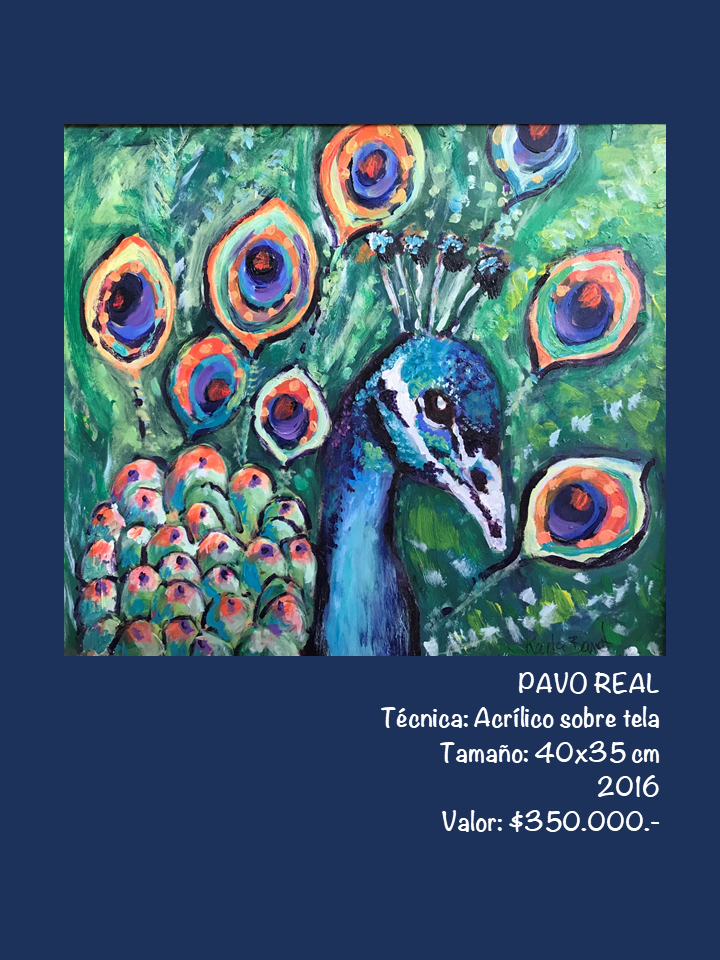 PAVO REAL
Técnica: Acrílico sobre tela
Tamaño: 40x35 cm
2016
Valor: $350.000.-